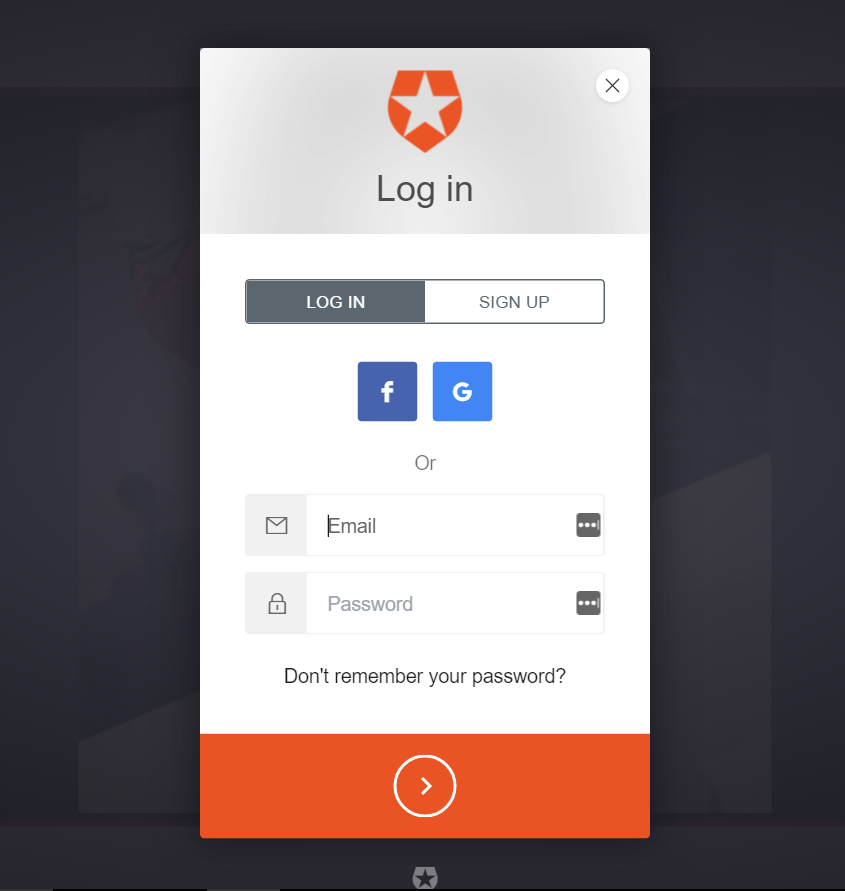 Log in
LOG IN SIGN UP
f G
Or
Email
Password
Don't remember your password?